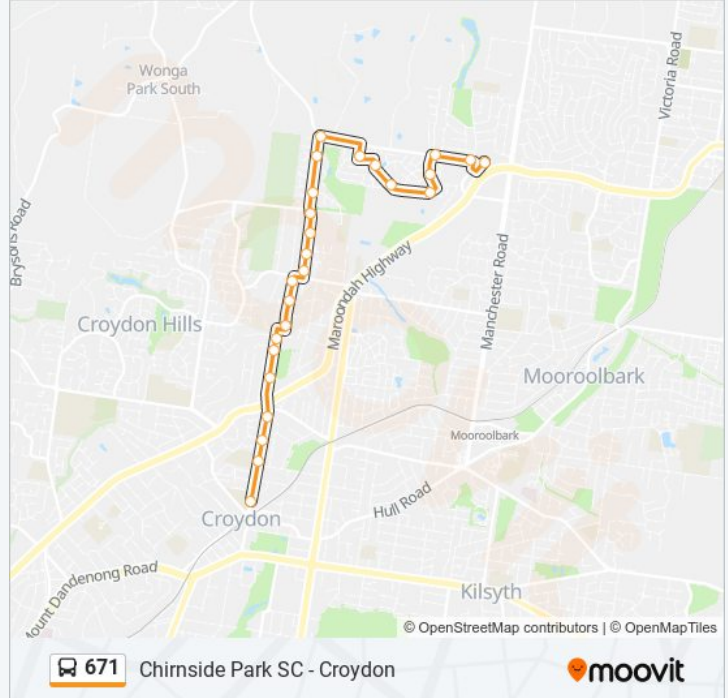 Wonga
Park South
Victoria Road
Brysons Road
Maroondah Highway
Manchester Road
Croydon Hills
Mooroolbark
Mooroolbark
Hull Road
Croydon
Mount Dandenong Road
Kilsyth
© OpenStreetMap contributors | © OpenMapTiles
671 Chirnside Park SC - Croydon
moovit